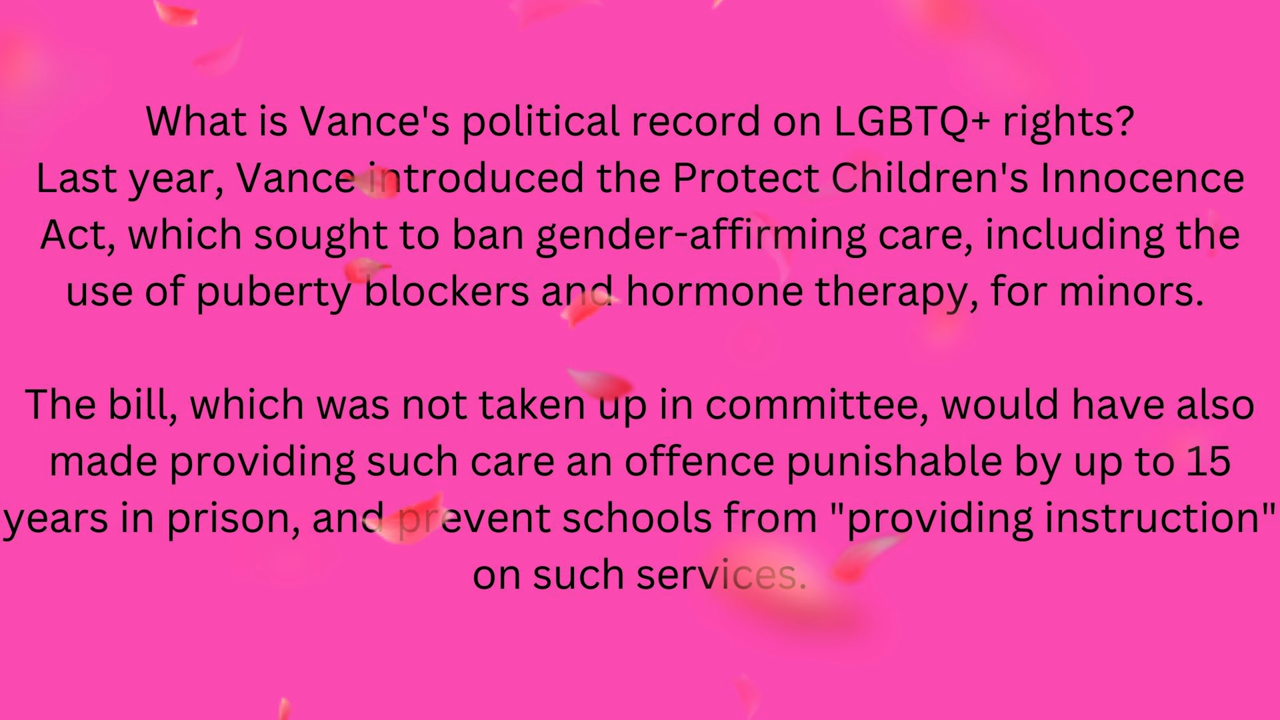 What is Vance's political record on LGBTQ+ rights?
Last year, Vance introduced the Protect Children's Innocence
Act, which sought to ban gender-affirming care, including the
use of puberty blockers and hormone therapy, for minors.
The bill, which was not taken up in committee, would have also
made providing such care an offence punishable by up to 15
years in prison, and prevent schools from "providing instruction"
on such services.